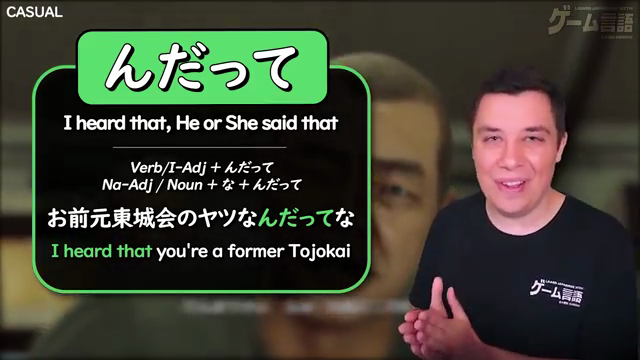 CASUAL
ゲーム言語
んだって
I heard that, He or She said that
Verb/I-Adj + んだって
Na-Adj / Noun + な + んだって
お前元東城会のヤツなんだってな
I heard that you're a former Tojokai
ゲーム言語